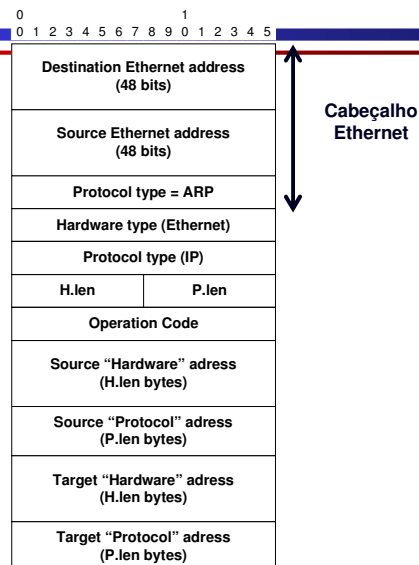 0 1
0 1 2 3 4 5 6 7 8 9 0 1 2 3 4 5
Destination Ethernet address
(48 bits)
Cabeçalho
Ethernet
Source Ethernet address
(48 bits)
Protocol type = ARP
Hardware type (Ethernet)
Protocol type (IP)
H.len P.len
Operation Code
Source “Hardware” adress
(H.len bytes)
Source “Protocol” adress
(P.len bytes)
Target “Hardware” adress
(H.len bytes)
Target “Protocol” adress
(P.len bytes)